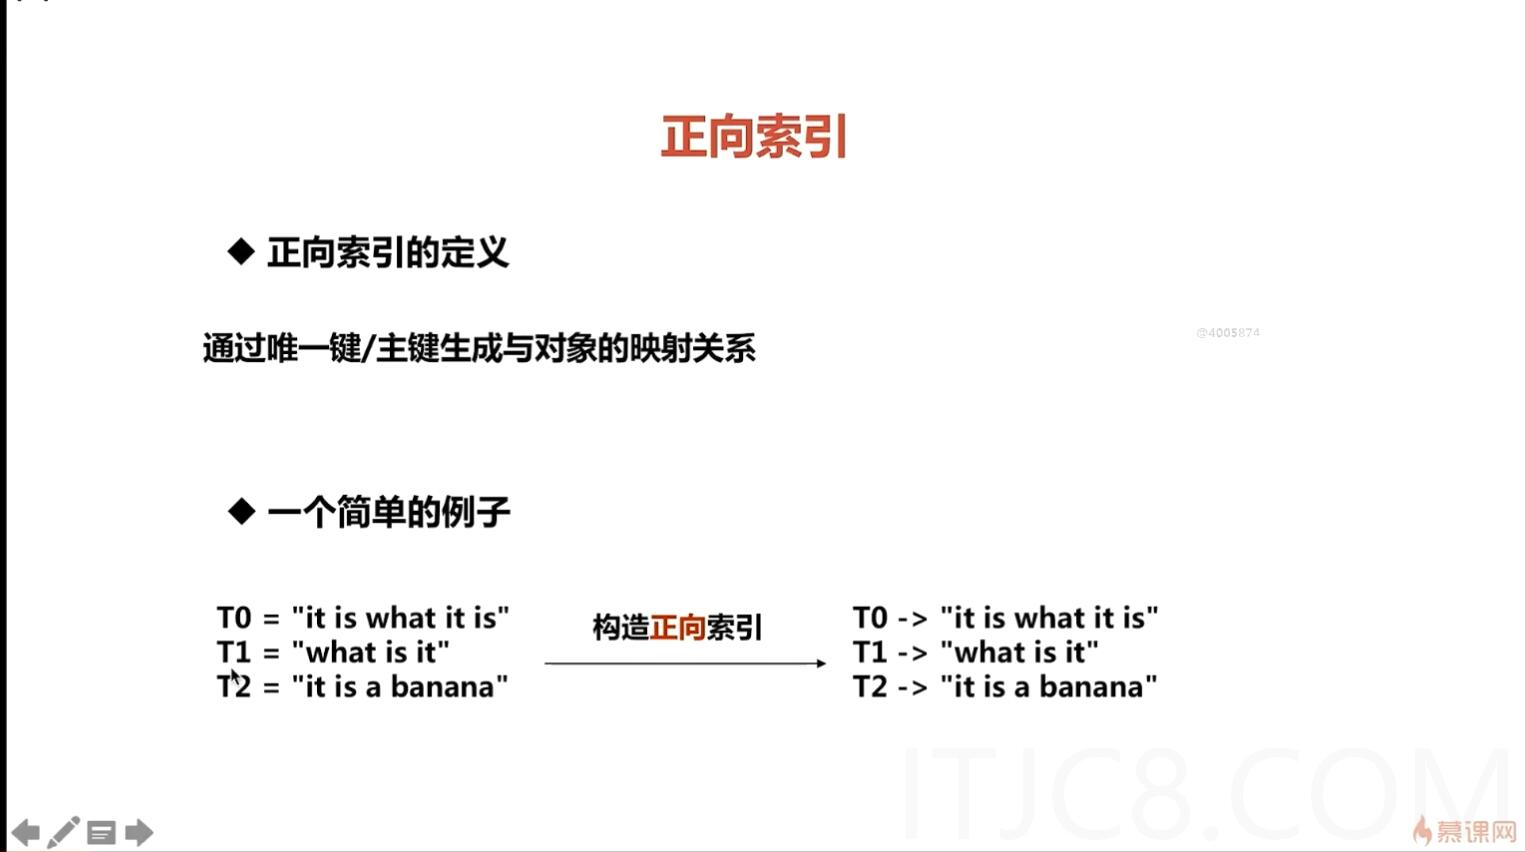 正向索引
◆ 正向索引的定义
通过唯一键/主键生成与对象的映射关系
@4005874
◆ 一个简单的例子
T0 = "it is what it is"
T1 = "what is it"
T2 = "it is a banana"
构造正向索引
T0 -> "it is what it is"
T1 -> "what is it"
T2 -> "it is a banana"
ITJC8.COM
慕课网